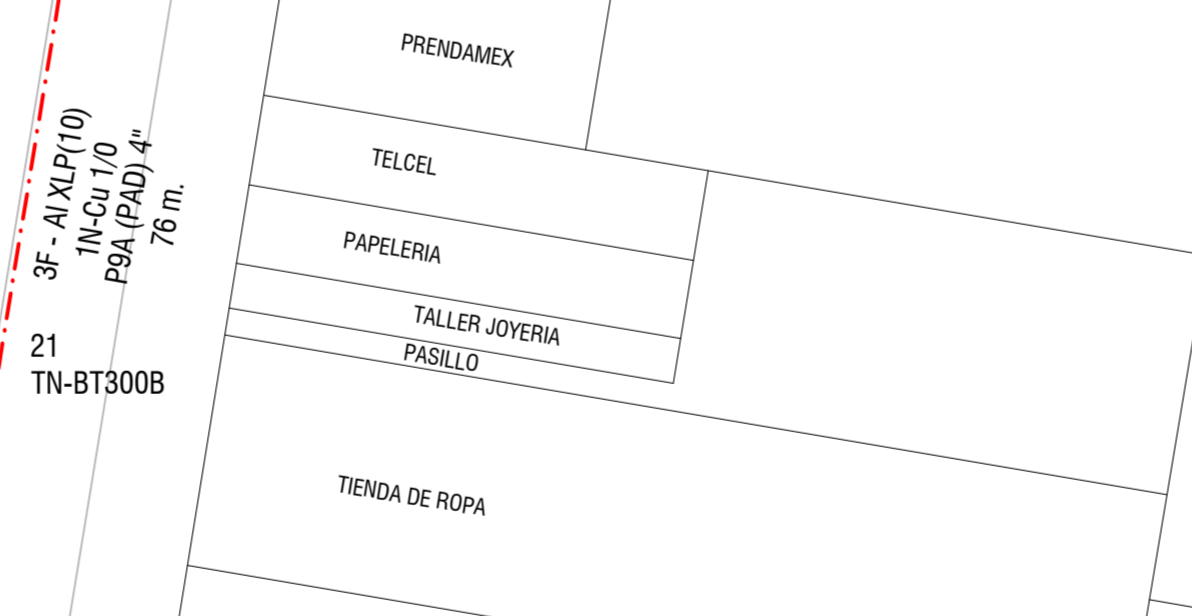 PRENDAMEX
TELCEL
PAPELERIA
TALLER JOYERIA
PASILLO
TIENDA DE ROPA
3F - Al XLP(10)
1N-Cu 1/0
P9A (PAD) 4"
76 m.
21
TN-BT300B